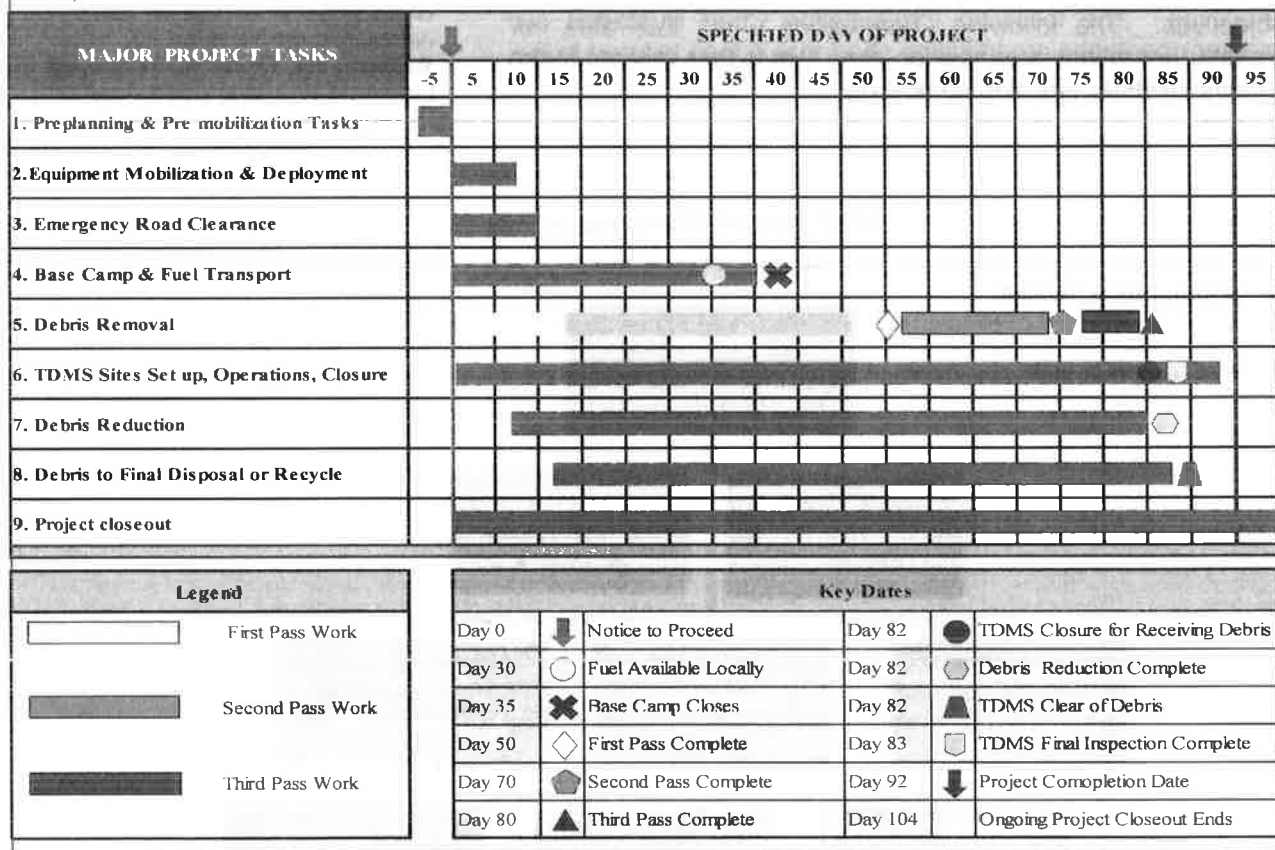 MAJOR PROJECT TASKS
SPECIFIED DAY OF PROJECT
-5 5 10 15 20 25 30 35 40 45 50 55 60 65 70 75 80 85 90 95
1. Preplanning & Pre mobilization Tasks
2.Equipment Mobilization & Deployment
3. Emergency Road Clearance
4. Base Camp & Fuel Transport
5. Debris Removal
6. TDMS Sites Set up, Operations, Closure
7. Debris Reduction
8. Debris to Final Disposal or Recycle
9. Project closeout
Legend
First Pass Work
Second Pass Work
Third Pass Work
Key Dates
Day 0 Notice to Proceed Day 82 TDMS Closure for Receiving Debris
Day 30 Fuel Available Locally Day 82 Debris Reduction Complete
Day 35 Base Camp Closes Day 82 TDMS Clear of Debris
Day 50 First Pass Complete Day 83 TDMS Final Inspection Complete
Day 70 Second Pass Complete Day 92 Project Comopletion Date
Day 80 Third Pass Complete Day 104 Ongoing Project Closeout Ends